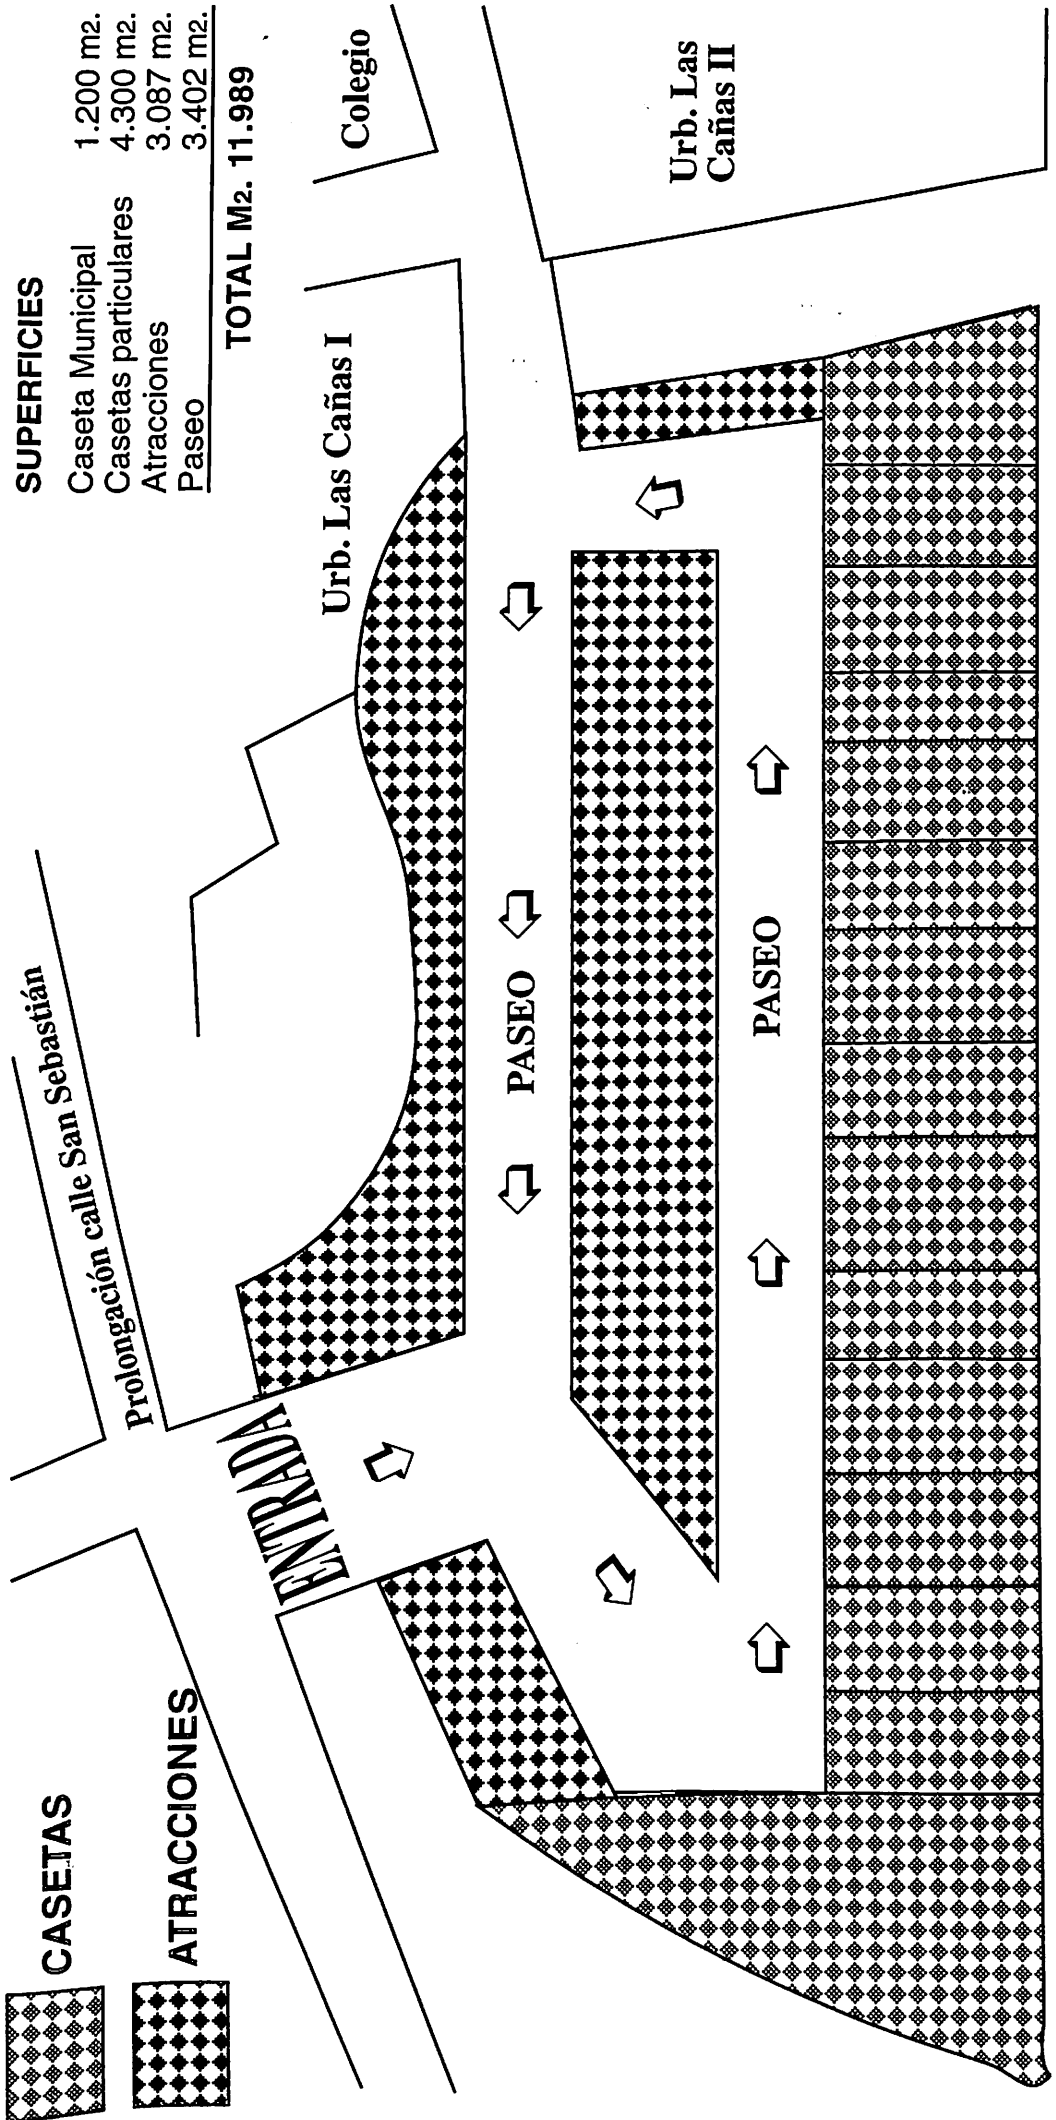 CASETAS
ATRACCIONES
SUPERFICIES
Caseta Municipal 1.200 m2.
Casetas particulares 4.300 m2.
Atracciones 3.087 m2.
Paseo 3.402 m2.
TOTAL M2. 11.989
Prolongación calle San Sebastián
ENTRADA
Urb. Las Cañas I
Colegio
PASEO
Urb. Las
Cañas II
PASEO